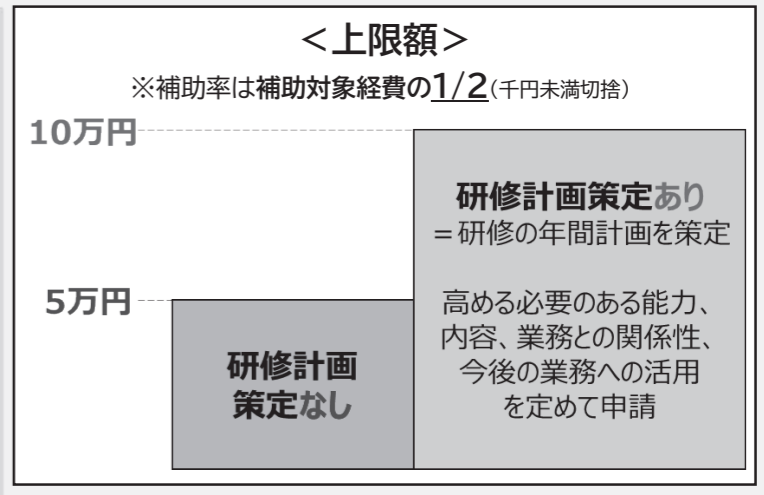 ＜上限額＞
※補助率は補助対象経費の1/2(千円未満切捨)
10万円
研修計画策定あり
＝研修の年間計画を策定
高める必要のある能力、
内容、業務との関係性、
今後の業務への活用
を定めて申請
5万円
研修計画
策定なし